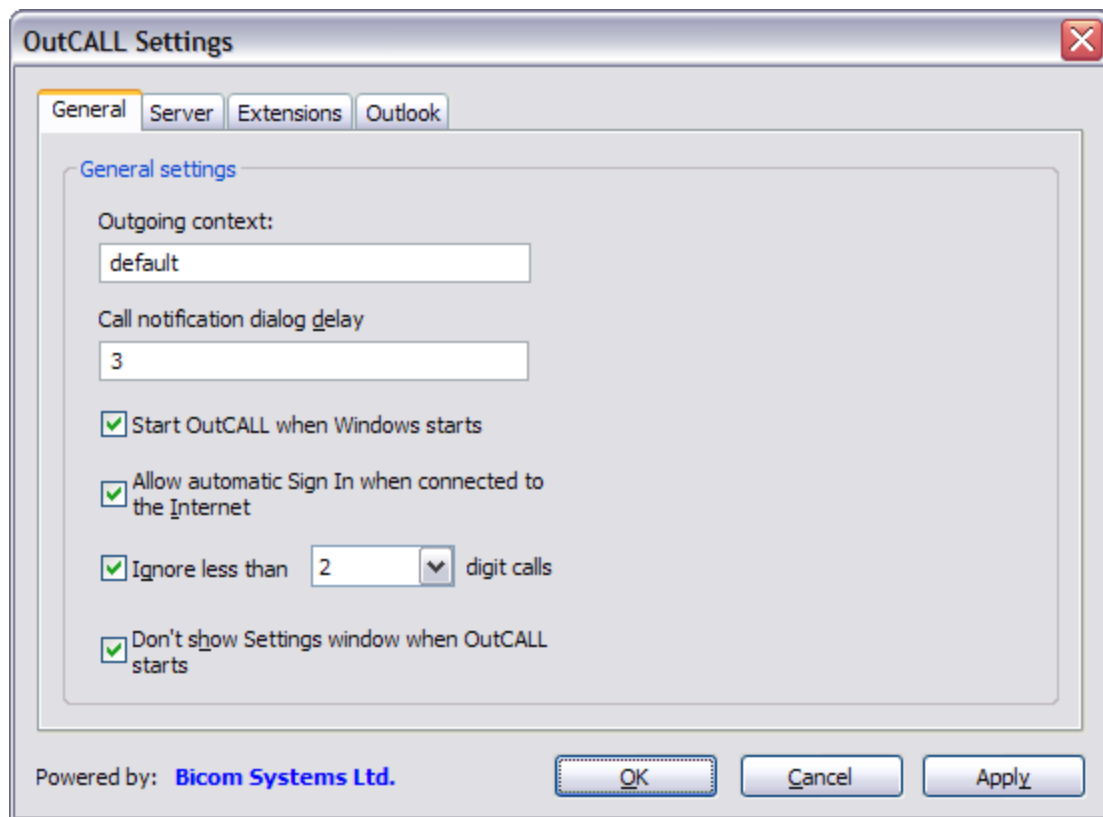 OutCALL Settings
General Server Extensions Outlook
General settings
Outgoing context:
default
Call notification dialog delay
3
Start OutCALL when Windows starts
Allow automatic Sign In when connected to
the Internet
Ignore less than 2 digit calls
Don't show Settings window when OutCALL
starts
Powered by: Bicom Systems Ltd. OK Cancel Apply